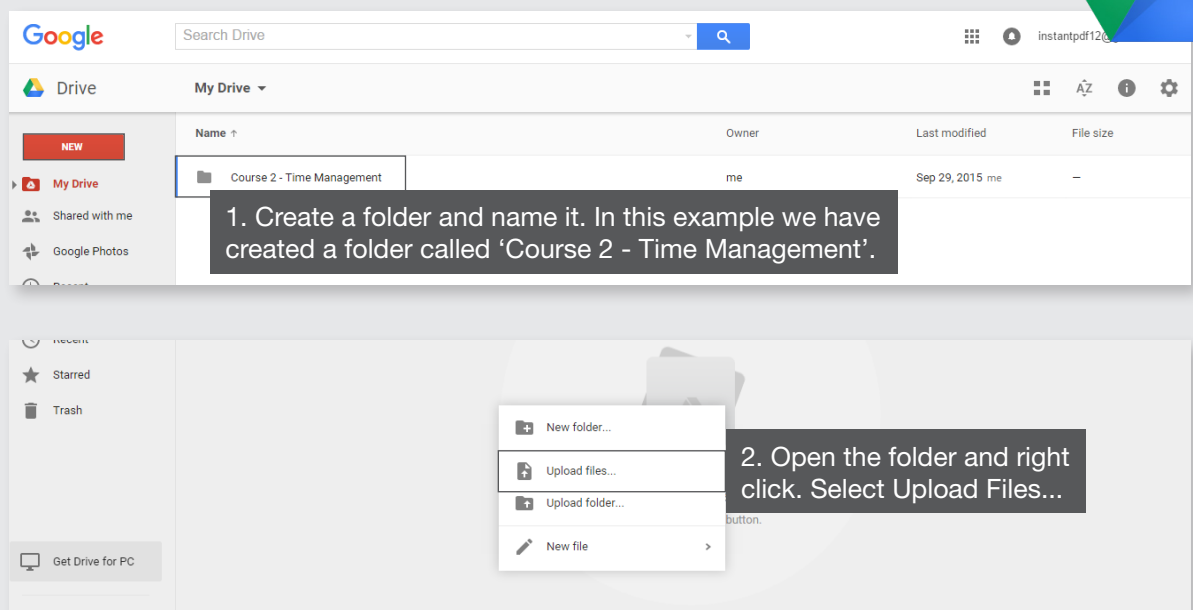 Google
Search Drive
instantpdf12@
Drive
My Drive
Name ↑
Owner
Last modified
File size
NEW
Course 2 - Time Management
me
Sep 29, 2015 me
–
My Drive
Shared with me
Google Photos
Recent
1. Create a folder and name it. In this example we have
created a folder called ‘Course 2 - Time Management’.
Recent
Starred
Trash
Get Drive for PC
New folder...
Upload files...
Upload folder...
New file
2. Open the folder and right
click. Select Upload Files...
button.